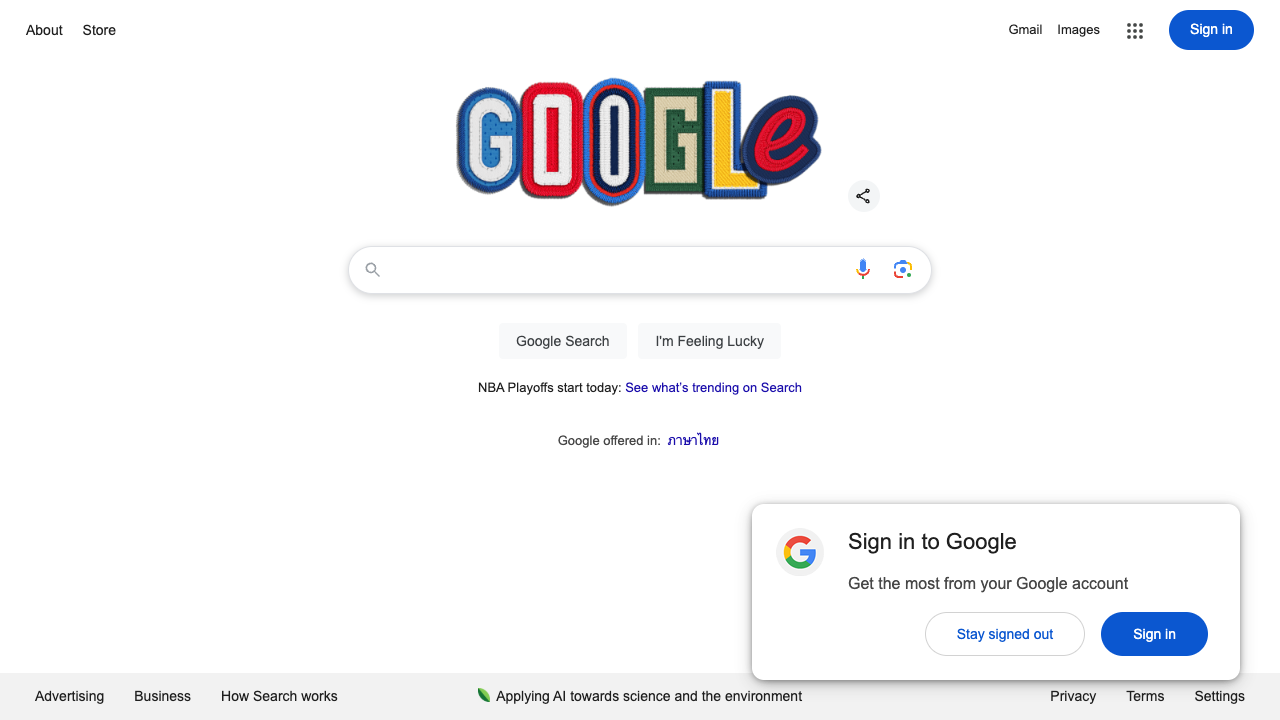 About
Store
Gmail
Images
Sign in
GOOGLe
Google Search
I'm Feeling Lucky
NBA Playoffs start today: See what's trending on Search
Google offered in: ภาษาไทย
Sign in to Google
Get the most from your Google account
Stay signed out
Sign in
Advertising
Business
How Search works
Applying AI towards science and the environment
Privacy
Terms
Settings